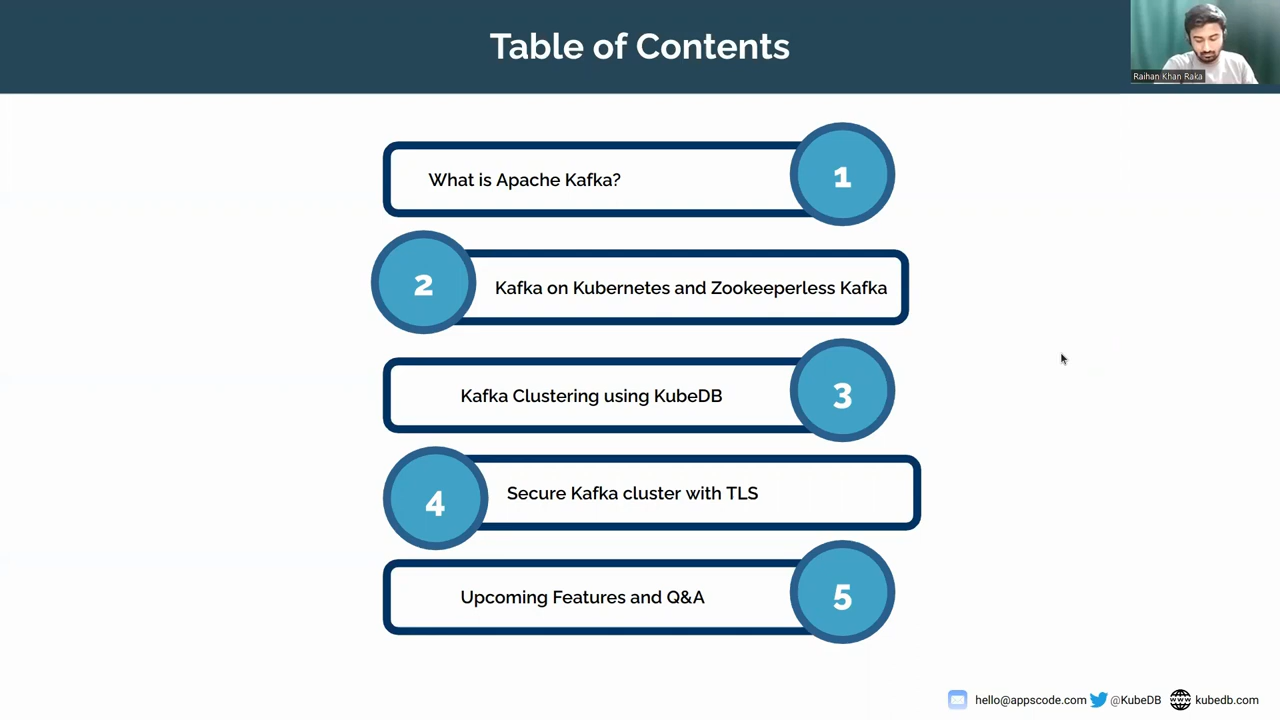 Table of Contents
Raihan Khan Raka
What is Apache Kafka?
1
2
Kafka on Kubernetes and Zookeeperless Kafka
Kafka Clustering using KubeDB
3
4
Secure Kafka cluster with TLS
Upcoming Features and Q&A
5
hello@appscode.com @KubeDB kubedb.com